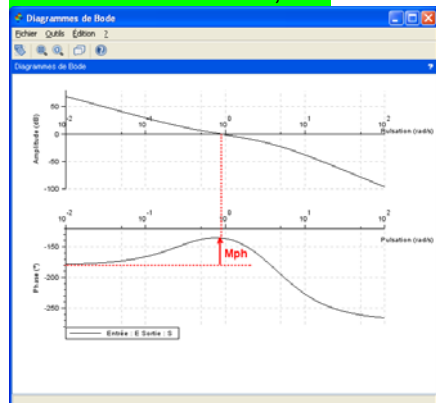 Diagrammes de Bode
Fichier Outils Édition ?
Diagrammes de Bode ?
Amplitude (dB)
50
0
-50
-100
10^-2 10^-1 10^0 10^1 10^2
Pulsation (rad/s)
10^-2 10^-1 10^0 10^1 10^2
Pulsation (rad/s)
Phase (°)
-150
-200
-250
Mph
Entrée : E Sortie : S